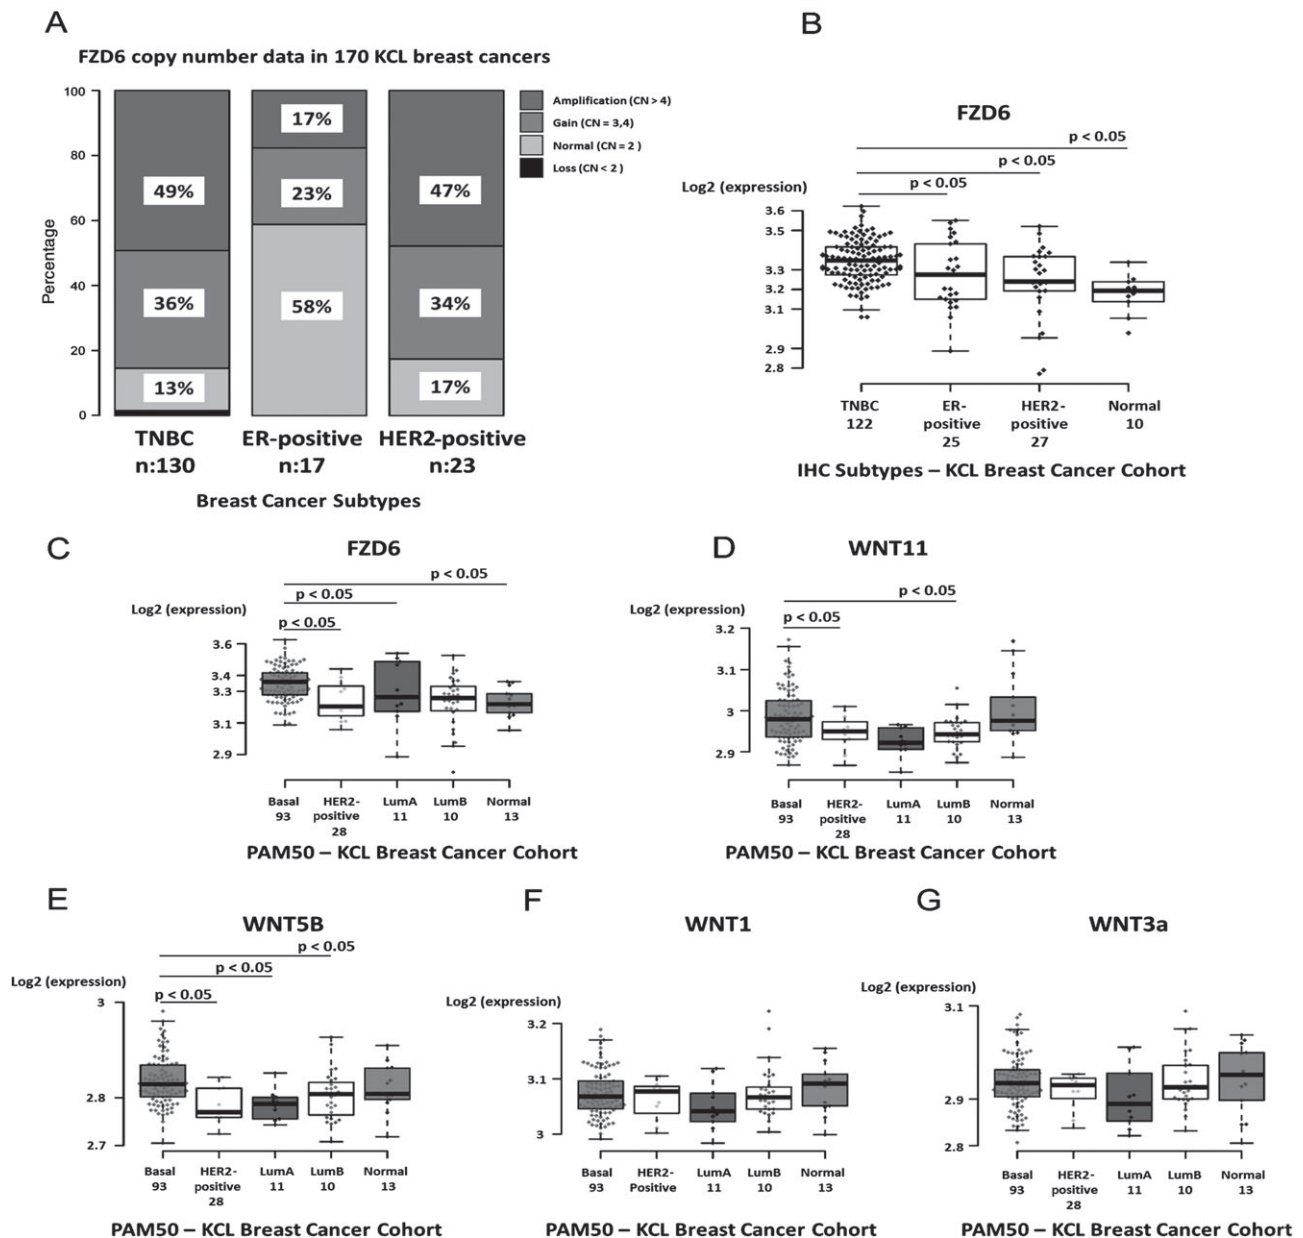 A
FZD6 copy number data in 170 KCL breast cancers
Percentage
100
80
60
40
20
0
49%
36%
13%
17%
23%
58%
47%
34%
17%
Amplification (CN > 4)
Gain (CN = 3,4)
Normal (CN = 2 )
Loss (CN < 2 )
TNBC
n:130
ER-positive
n:17
HER2-positive
n:23
Breast Cancer Subtypes
B
FZD6
p < 0.05
p < 0.05
p < 0.05
Log2 (expression)
3.6
3.5
3.3
3.2
3.1
2.9
2.8
TNBC
122
ER-
positive
25
HER2-
positive
27
Normal
10
IHC Subtypes – KCL Breast Cancer Cohort
C
FZD6
p < 0.05
p < 0.05
p < 0.05
Log2 (expression)
3.6
3.4
3.3
3.1
2.9
Basal
93
HER2-
positive
28
LumA
11
LumB
10
Normal
13
PAM50 – KCL Breast Cancer Cohort
D
WNT11
p < 0.05
p < 0.05
Log2 (expression)
3.2
3.1
3
2.9
Basal
93
HER2-
positive
28
LumA
11
LumB
10
Normal
13
PAM50 – KCL Breast Cancer Cohort
E
WNT5B
p < 0.05
p < 0.05
p < 0.05
Log2 (expression)
3
2.8
2.7
Basal
93
HER2-
positive
28
LumA
11
LumB
10
Normal
13
PAM50 – KCL Breast Cancer Cohort
F
WNT1
Log2 (expression)
3.2
3.1
3
Basal
93
HER2-
Positive
LumA
11
LumB
10
Normal
13
PAM50 – KCL Breast Cancer Cohort
G
WNT3a
Log2 (expression)
3.1
2.9
2.8
Basal
93
HER2-
positive
28
LumA
11
LumB
10
Normal
13
PAM50 – KCL Breast Cancer Cohort